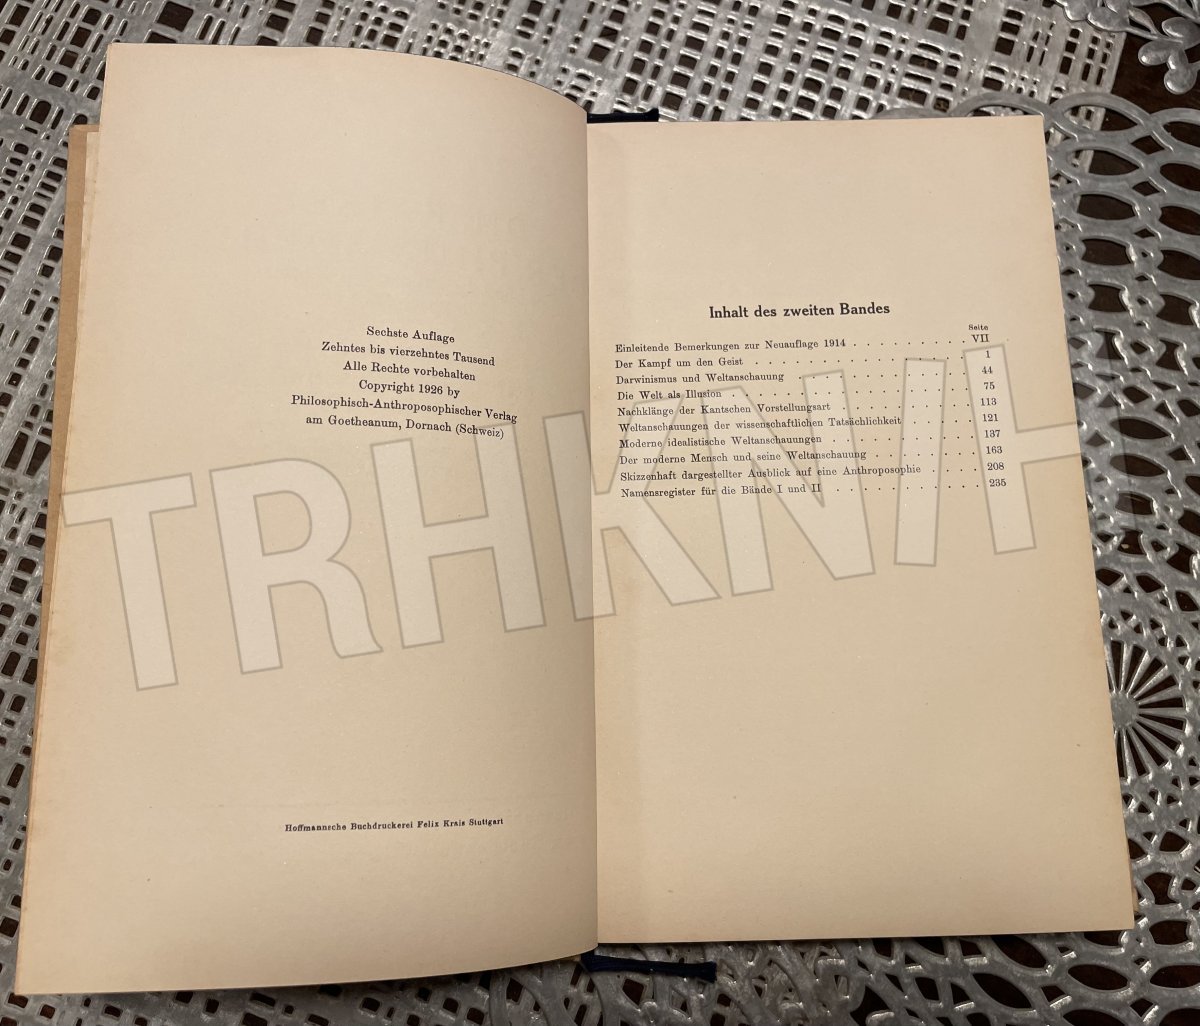 Sechste Auflage
Zehntes bis vierzehntes Tausend
Alle Rechte vorbehalten
Copyright 1926 by
Philosophisch-Anthroposophischer Verlag
am Goetheanum, Dornach (Schweiz)
Hoffmannsche Buchdruckerei Felix Krais Stuttgart
Inhalt des zweiten Bandes
Seite
Einleitende Bemerkungen zur Neuauflage 1914 . . . . . . . . . VII
Der Kampf um den Geist . . . . . . . . . . . . . . . . 1
Darwinismus und Weltanschauung . . . . . . . . . . . . . 44
Die Welt als Illusion . . . . . . . . . . . . . . . . . 75
Nachklänge der Kantschen Vorstellungsart . . . . . . . . . . 113
Weltanschauungen der wissenschaftlichen Tatsächlichkeit . . . . . 121
Moderne idealistische Weltanschauungen . . . . . . . . . . 137
Der moderne Mensch und seine Weltanschauung . . . . . . . 163
Skizzenhaft dargestellter Ausblick auf eine Anthroposophie . . . . 208
Namensregister für die Bände I und II . . . . . . . . . . . 235
TRHKN/H